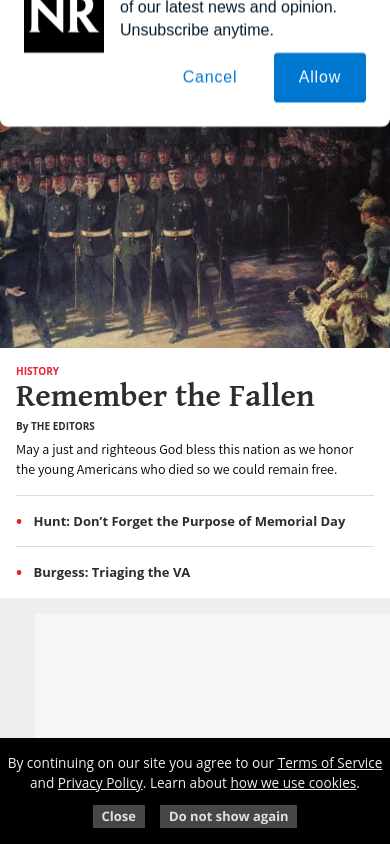 NR
of our latest news and opinion.
Unsubscribe anytime.
Cancel
Allow
HISTORY
Remember the Fallen
By THE EDITORS
May a just and righteous God bless this nation as we honor
the young Americans who died so we could remain free.
• Hunt: Don’t Forget the Purpose of Memorial Day
• Burgess: Triaging the VA
By continuing on our site you agree to our Terms of Service
and Privacy Policy. Learn about how we use cookies.
Close
Do not show again